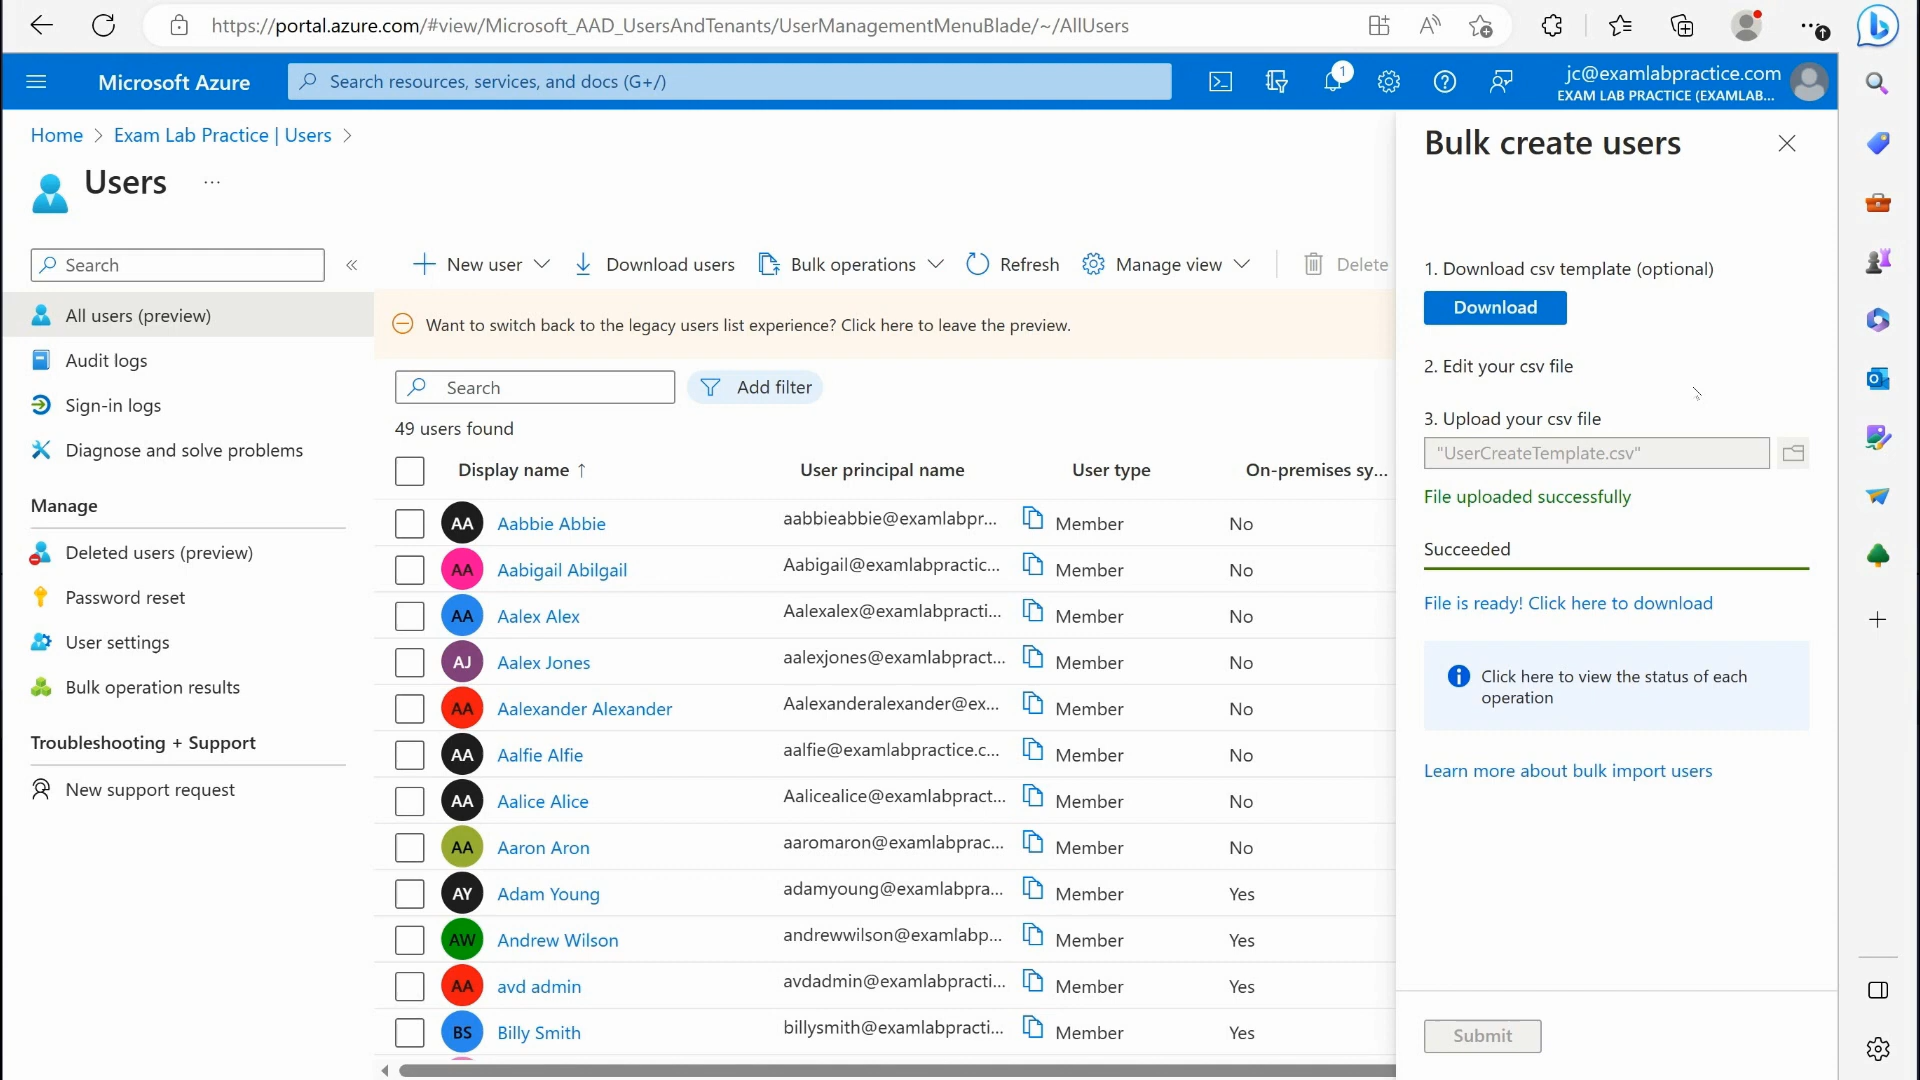 https://portal.azure.com/#view/Microsoft_AAD_UsersAndTenants/UserManagementMenuBlade/~/AllUsers
Microsoft Azure
Search resources, services, and docs (G+/)
1
jc@examlabpractice.com
EXAM LAB PRACTICE (EXAMLAB...
Home > Exam Lab Practice | Users >
Users ...
Search
All users (preview)
Audit logs
Sign-in logs
Diagnose and solve problems
Manage
Deleted users (preview)
Password reset
User settings
Bulk operation results
Troubleshooting + Support
New support request
New user
Download users
Bulk operations
Refresh
Manage view
Delete
Want to switch back to the legacy users list experience? Click here to leave the preview.
Search
Add filter
49 users found
Display name ↑ User principal name User type On-premises sy...
AA Aabbie Abbie aabbieabbie@examlabpr... Member No
AA Aabigail Abilgail Aabigail@examlabpractic... Member No
AA Aalex Alex Aalexalex@examlabpracti... Member No
AJ Aalex Jones aalexjones@examlabpract... Member No
AA Aalexander Alexander Aalexanderalexander@ex... Member No
AA Aalfie Alfie aalfie@examlabpractice.c... Member No
AA Aalice Alice Aalicealice@examlabpract... Member No
AA Aaron Aron aaromaron@examlabprac... Member No
AY Adam Young adamyoung@examlabpra... Member Yes
AW Andrew Wilson andrewwilson@examlabp... Member Yes
AA avd admin avdadmin@examlabpracti... Member Yes
BS Billy Smith billysmith@examlabpracti... Member Yes
Bulk create users
1. Download csv template (optional)
Download
2. Edit your csv file
3. Upload your csv file
"UserCreateTemplate.csv"
File uploaded successfully
Succeeded
File is ready! Click here to download
Click here to view the status of each
operation
Learn more about bulk import users
Submit